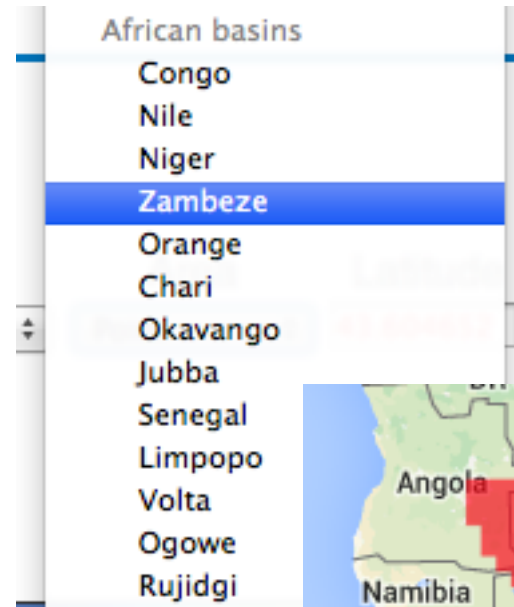 African basins
Congo
Nile
Niger
Zambeze
Orange
Chari
Okavango
Jubba
Senegal
Limpopo
Volta
Ogowe
Rujidgi
Angola
Namibia